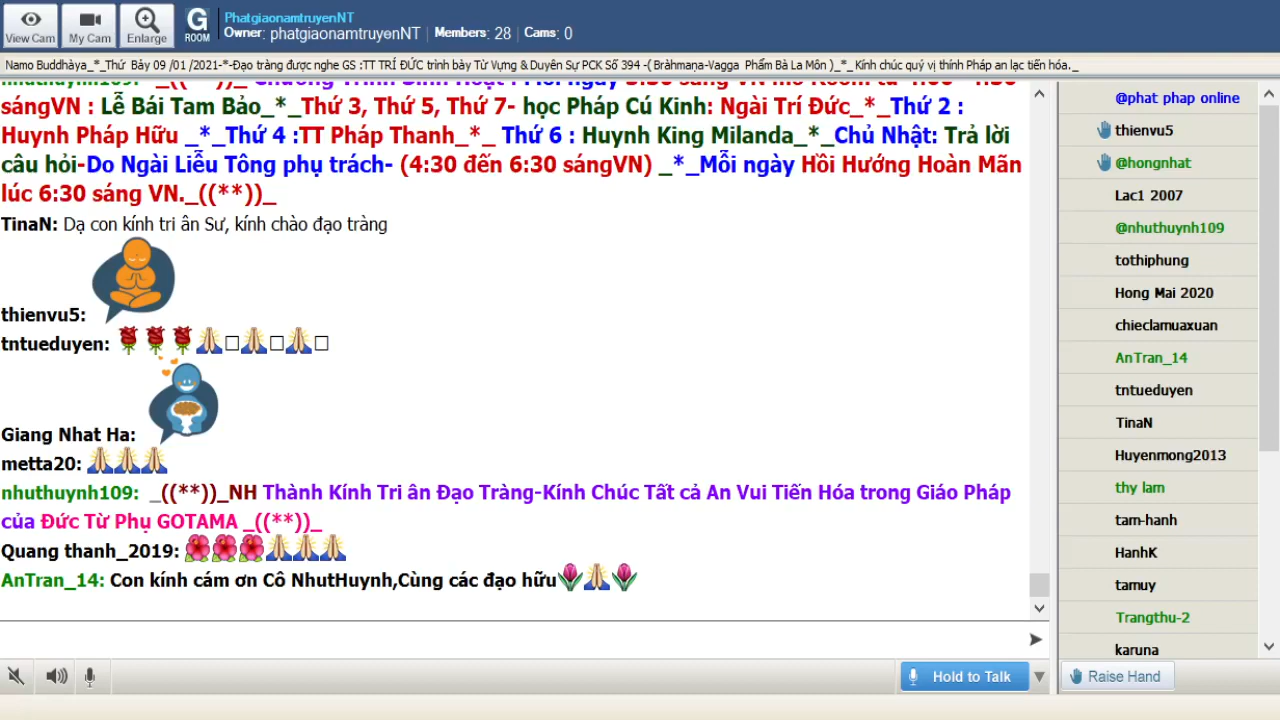 PhatgiaonamtruyenNT
Owner: phatgiaonamtruyenNT | Members: 28 | Cams: 0
View Cam
My Cam
Enlarge
G
ROOM
Namo Buddhàya_*_Thứ Bảy 09 /01 /2021-*-Đạo tràng được nghe GS :TT TRÍ ĐỨC trình bày Từ Vựng & Duyên Sự PCK Số 394 -( Bràhmaṇa-Vagga Phẩm Bà La Môn )_*_ Kính chúc quý vị thính Pháp an lạc tiến hóa._
sángVN : Lễ Bái Tam Bảo_*_Thứ 3, Thứ 5, Thứ 7- học Pháp Cú Kinh: Ngài Trí Đức_*_Thứ 2 :
Huynh Pháp Hữu _*_Thứ 4 :TT Pháp Thanh_*_ Thứ 6 : Huynh King Milanda_*_Chủ Nhật: Trả lời
câu hỏi-Do Ngài Liễu Tông phụ trách- (4:30 đến 6:30 sángVN) _*_Mỗi ngày Hồi Hướng Hoàn Mãn
lúc 6:30 sáng VN._((**))_
TinaN: Dạ con kính tri ân Sư, kính chào đạo tràng
thienvu5:
tntueduyen:
Giang Nhat Ha:
metta20:
nhuthuynh109: _((**))_NH Thành Kính Tri ân Đạo Tràng-Kính Chúc Tất cả An Vui Tiến Hóa trong Giáo Pháp
của Đức Từ Phụ GOTAMA _((**))_
Quang thanh_2019:
AnTran_14: Con kính cám ơn Cô NhutHuynh,Cùng các đạo hữu
Hold to Talk
@phat phap online
thienvu5
@hongnhat
Lac1 2007
@nhuthuynh109
tothiphung
Hong Mai 2020
chieclamuaxuan
AnTran_14
tntueduyen
TinaN
Huyenmong2013
thy lam
tam-hanh
HanhK
tamuy
Trangthu-2
karuna
Raise Hand